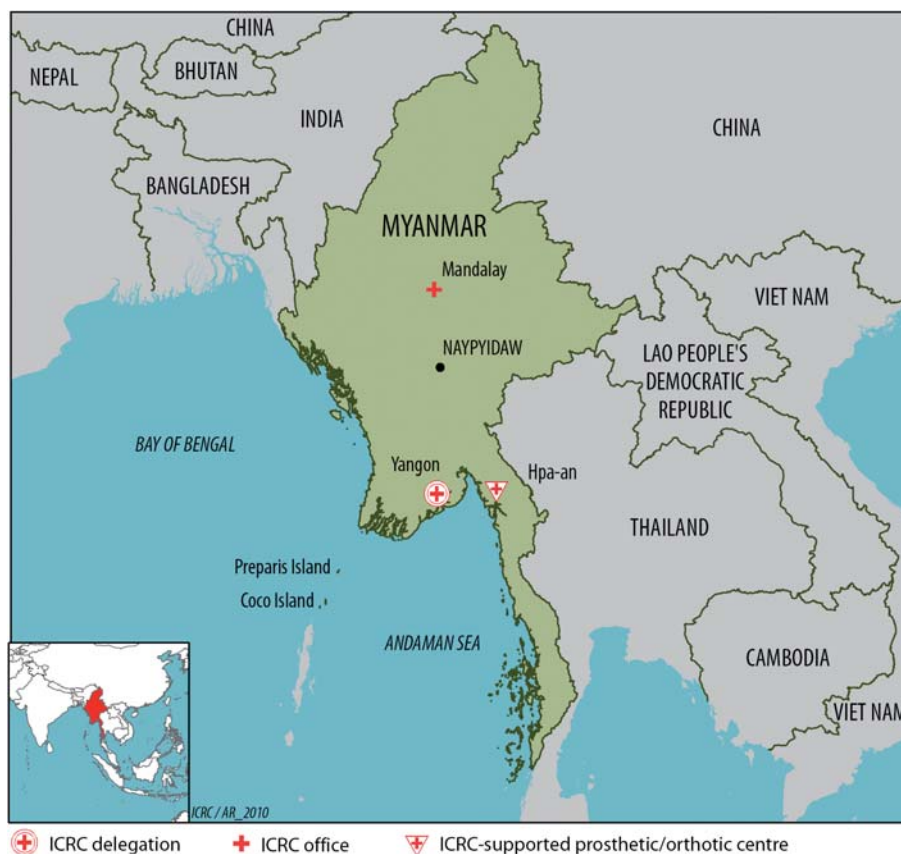 CHINA
NEPAL
BHUTAN
INDIA
CHINA
BANGLADESH
MYANMAR
Mandalay
VIET NAM
NAYPYIDAW
LAO PEOPLE'S
DEMOCRATIC
REPUBLIC
BAY OF BENGAL
Yangon
Hpa-an
THAILAND
Preparis Island
Coco Island
ANDAMAN SEA
CAMBODIA
VIET NAM
ICRC / AR_2010
ICRC delegation
ICRC office
ICRC-supported prosthetic/orthotic centre